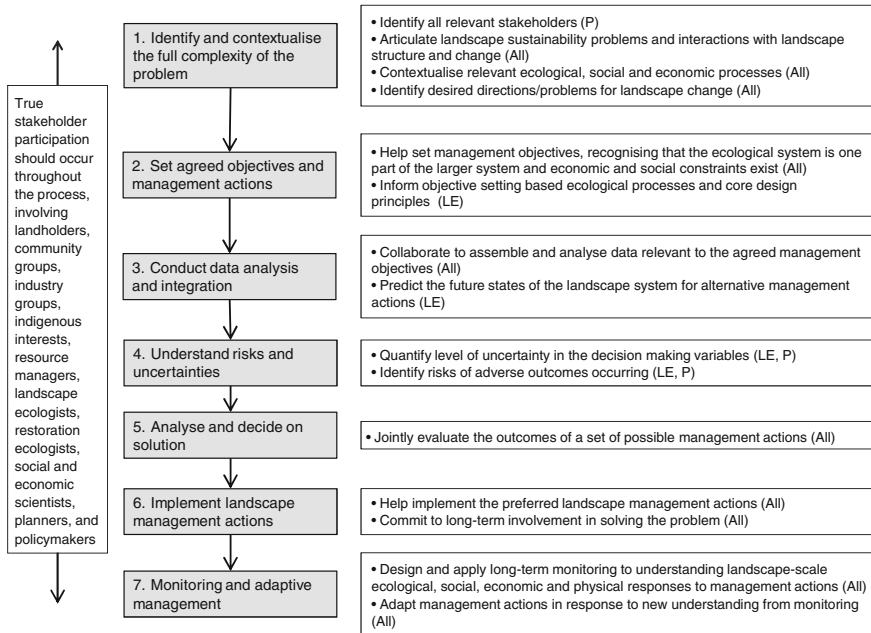 True
stakeholder
participation
should occur
throughout
the process,
involving
landholders,
community
groups,
industry
groups,
indigenous
interests,
resource
managers,
landscape
ecologists,
restoration
ecologists,
social and
economic
scientists,
planners, and
policymakers
1. Identify and contextualise
the full complexity of the
problem
• Identify all relevant stakeholders (P)
• Articulate landscape sustainability problems and interactions with landscape
structure and change (All)
• Contextualise relevant ecological, social and economic processes (All)
• Identify desired directions/problems for landscape change (All)
2. Set agreed objectives and
management actions
• Help set management objectives, recognising that the ecological system is one
part of the larger system and economic and social constraints exist (All)
• Inform objective setting based ecological processes and core design
principles (LE)
3. Conduct data analysis
and integration
• Collaborate to assemble and analyse data relevant to the agreed management
objectives (All)
• Predict the future states of the landscape system for alternative management
actions (LE)
4. Understand risks and
uncertainties
• Quantify level of uncertainty in the decision making variables (LE, P)
• Identify risks of adverse outcomes occurring (LE, P)
5. Analyse and decide on
solution
• Jointly evaluate the outcomes of a set of possible management actions (All)
6. Implement landscape
management actions
• Help implement the preferred landscape management actions (All)
• Commit to long-term involvement in solving the problem (All)
7. Monitoring and adaptive
management
• Design and apply long-term monitoring to understanding landscape-scale
ecological, social, economic and physical responses to management actions (All)
• Adapt management actions in response to new understanding from monitoring
(All)